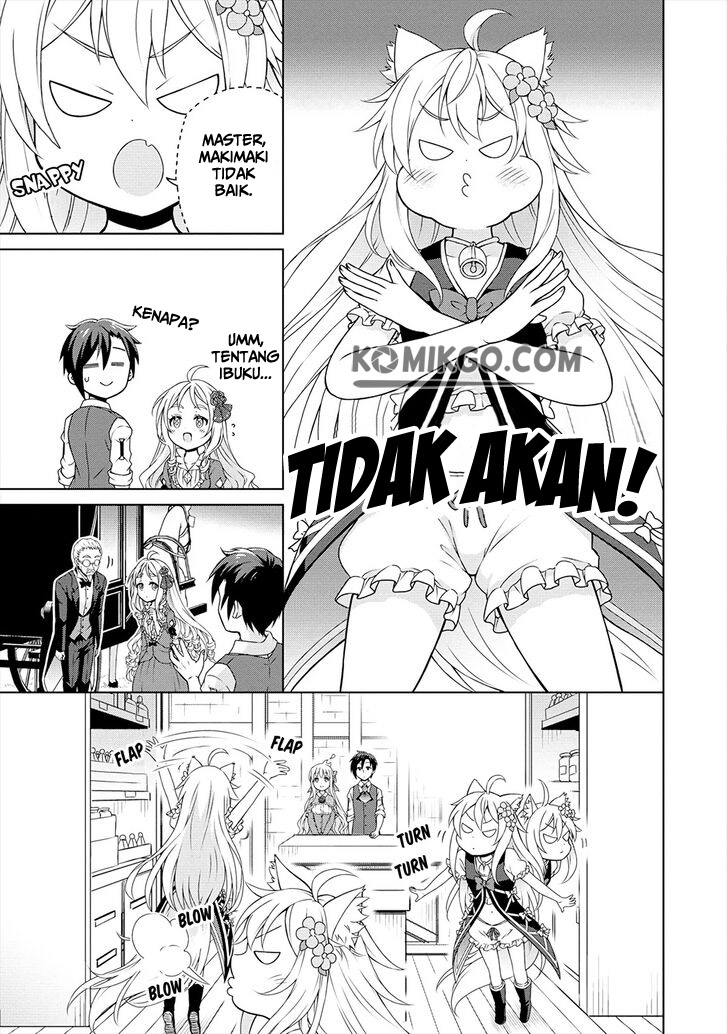 TIDAK AKAN!
KOMIKGO.COM
MASTER,
MAKIMAKI
TIDAK
BAIK.
SNAPPY
UMM,
TENTANG
IBUKU...
KENAPA?
?
FLAP
FLAP
TURN
TURN
BLOW
BLOW